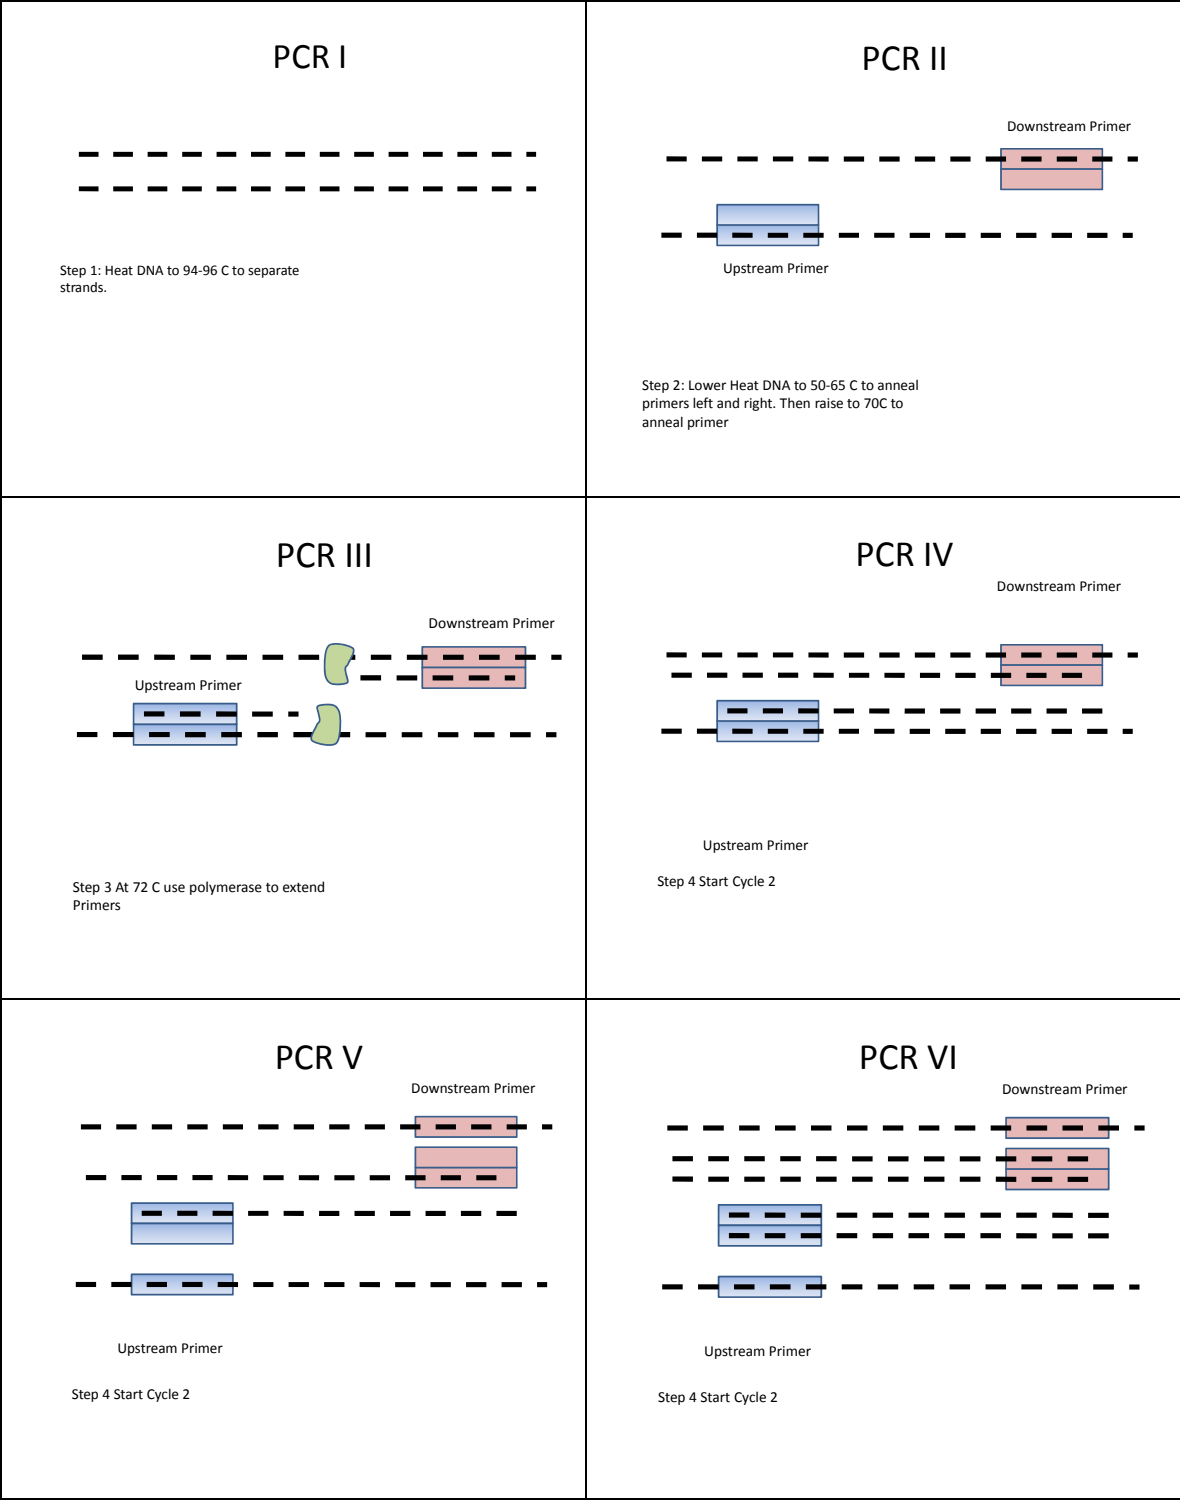 PCR I
Step 1: Heat DNA to 94-96 C to separate
strands.
PCR II
Downstream Primer
Upstream Primer
Step 2: Lower Heat DNA to 50-65 C to anneal
primers left and right. Then raise to 70C to
anneal primer
PCR III
Downstream Primer
Upstream Primer
Step 3 At 72 C use polymerase to extend
Primers
PCR IV
Downstream Primer
Upstream Primer
Step 4 Start Cycle 2
PCR V
Downstream Primer
Upstream Primer
Step 4 Start Cycle 2
PCR VI
Downstream Primer
Upstream Primer
Step 4 Start Cycle 2